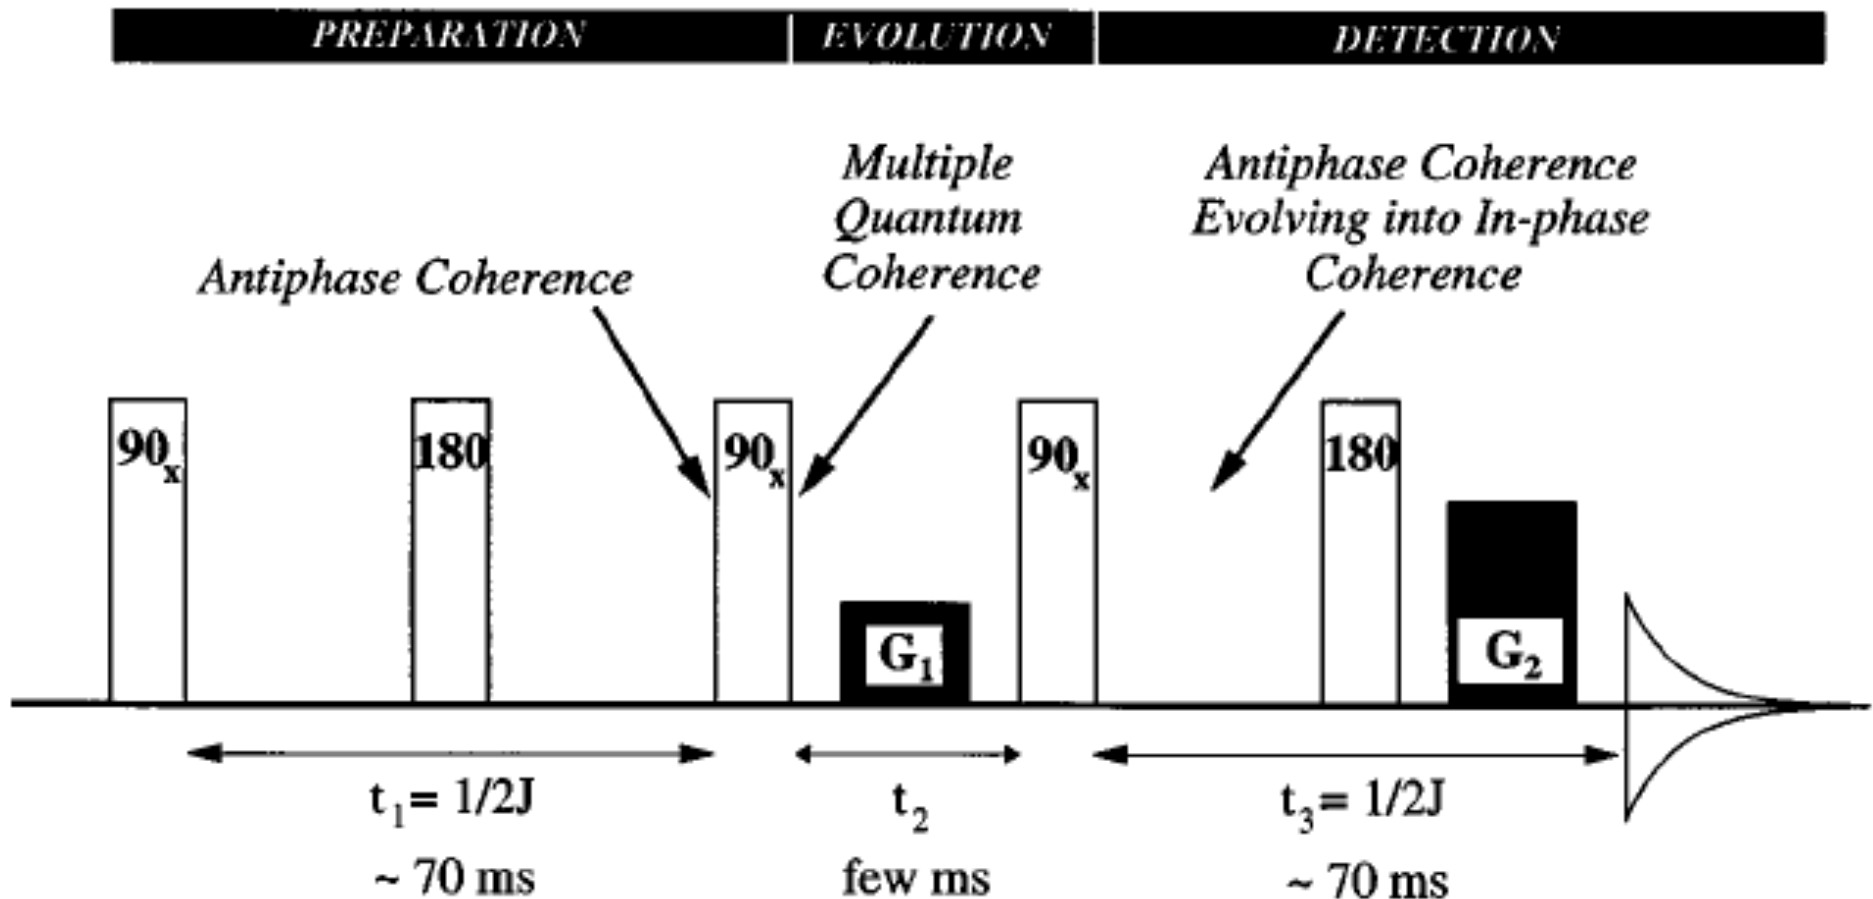 PREPARATION EVOLUTION DETECTION
Multiple
Quantum
Coherence
Antiphase Coherence
Evolving into In-phase
Coherence
Antiphase Coherence
90x 180 90x 90x 180
G1 G2
t1= 1/2J t2 t3= 1/2J
~ 70 ms few ms ~ 70 ms